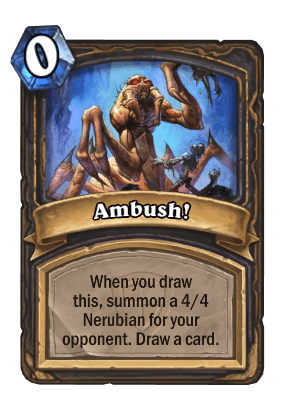 0
Ambush!
When you draw
this, summon a 4/4
Nerubian for your
opponent. Draw a card.